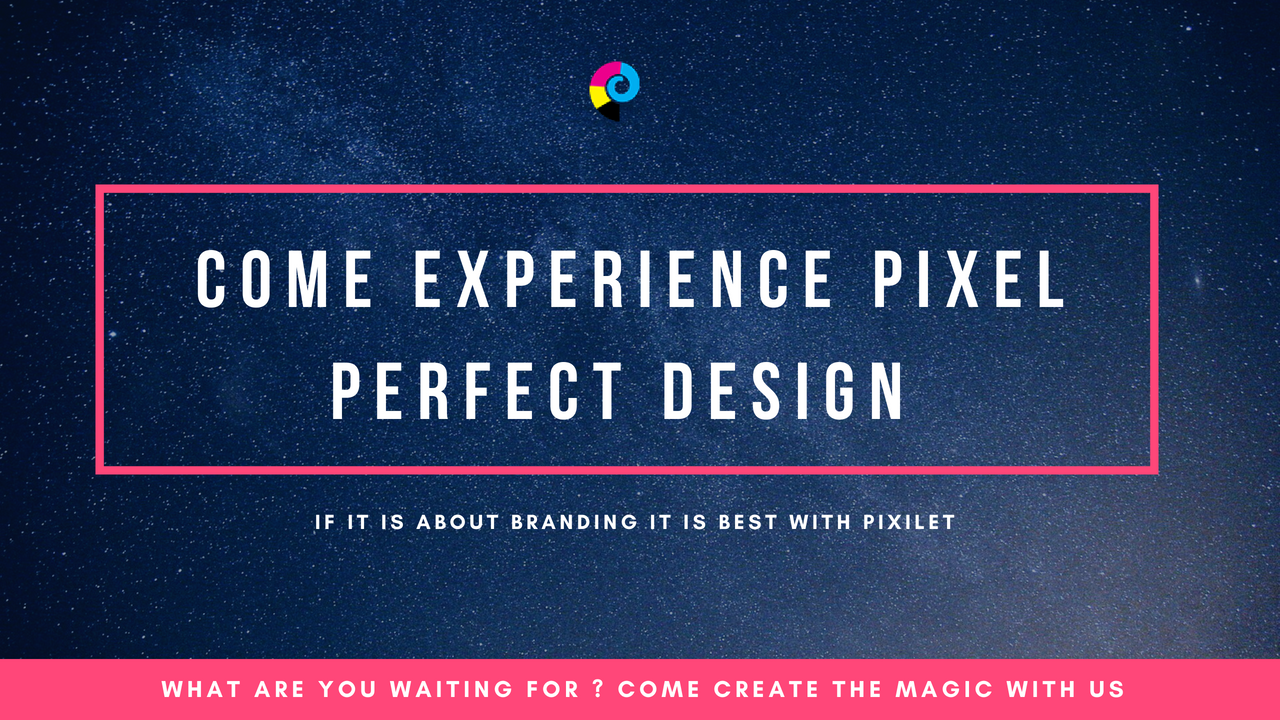 COME EXPERIENCE PIXEL
PERFECT DESIGN
IF IT IS ABOUT BRANDING IT IS BEST WITH PIXILET
WHAT ARE YOU WAITING FOR ? COME CREATE THE MAGIC WITH US